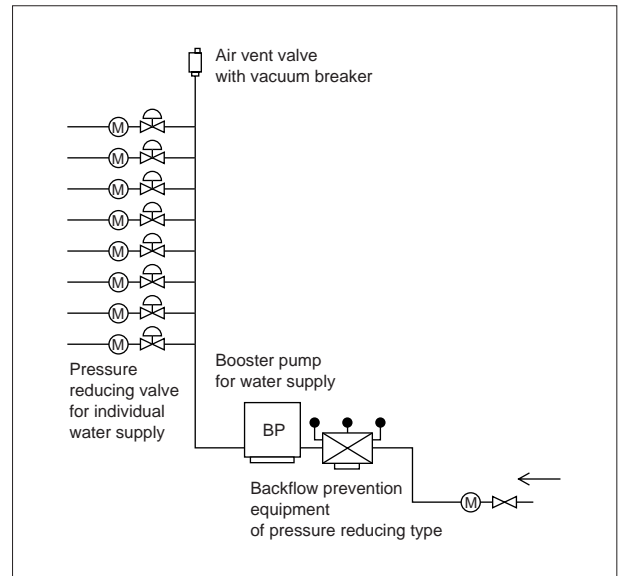 Air vent valve
with vacuum breaker
M
M
M
M
M
M
M
M
Pressure
reducing valve
for individual
water supply
Booster pump
for water supply
BP
Backflow prevention
equipment
of pressure reducing type
M